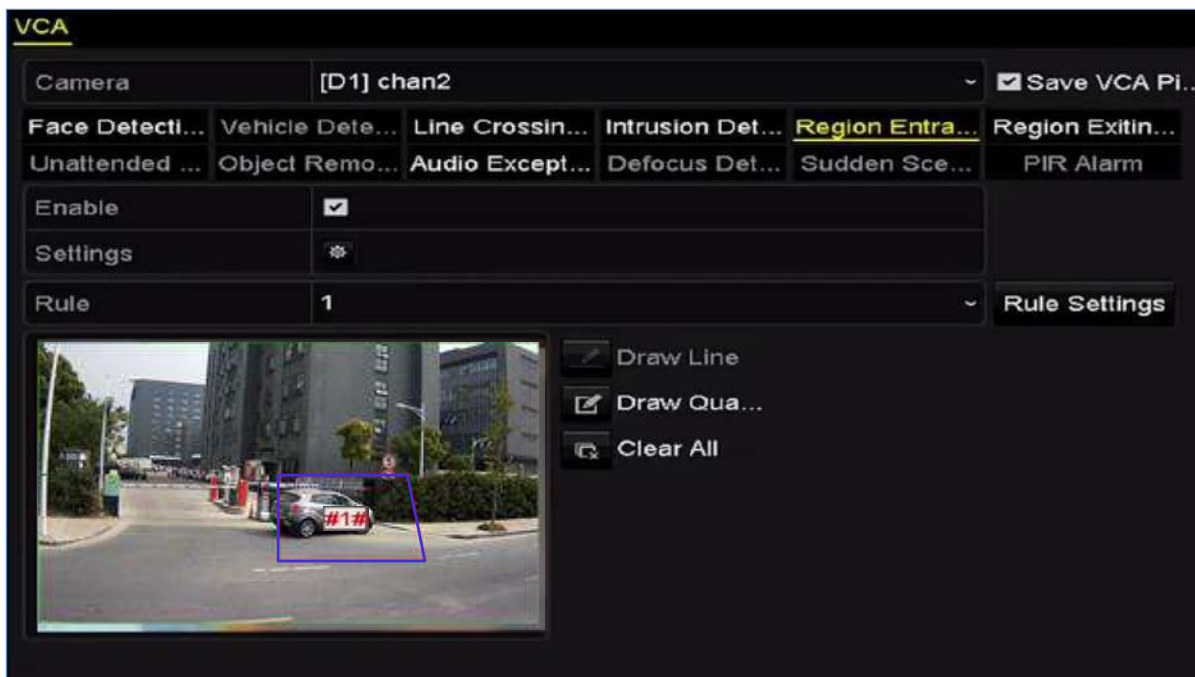 VCA
Camera [D1] chan2 Save VCA Pi...
Face Detecti... Vehicle Dete... Line Crossin... Intrusion Det... Region Entra... Region Exitin...
Unattended ... Object Remo... Audio Except... Defocus Det... Sudden Sce... PIR Alarm
Enable
Settings
Rule 1 Rule Settings
Draw Line
Draw Qua...
Clear All
#1#